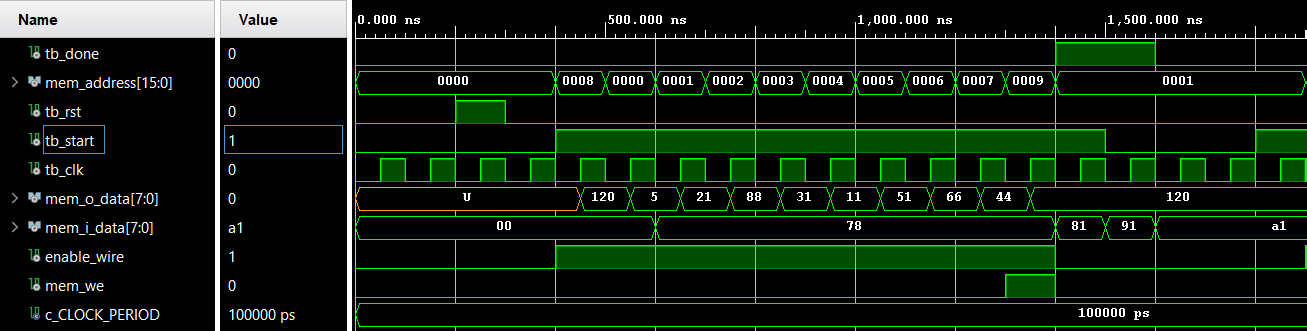 Name Value 0.000 ns 500.000 ns 1,000.000 ns 1,500.000 ns
tb_done 0
mem_address[15:0] 0000 0000 0008 0000 0001 0002 0003 0004 0005 0006 0007 0009 0001
tb_rst 0
tb_start 1
tb_clk 0
mem_o_data[7:0] 0 U 120 5 21 88 31 11 51 66 44 120
mem_i_data[7:0] a1 00 78 81 91 a1
enable_wire 1
mem_we 0
c_CLOCK_PERIOD 100000 ps 100000 ps